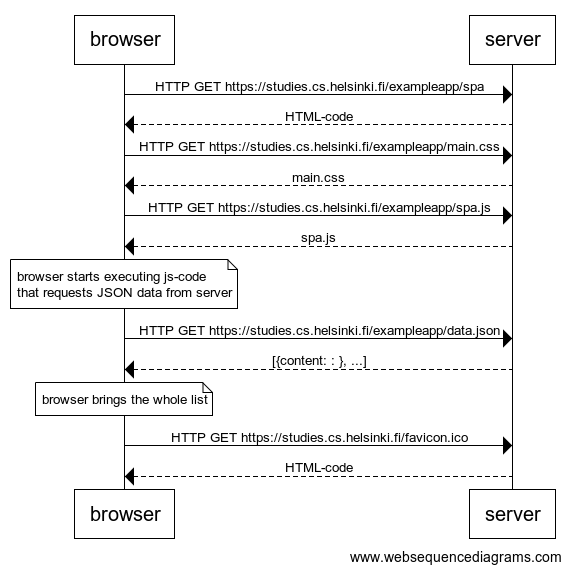 browser
server
HTTP GET https://studies.cs.helsinki.fi/exampleapp/spa
HTML-code
HTTP GET https://studies.cs.helsinki.fi/exampleapp/main.css
main.css
HTTP GET https://studies.cs.helsinki.fi/exampleapp/spa.js
spa.js
browser starts executing js-code
that requests JSON data from server
HTTP GET https://studies.cs.helsinki.fi/exampleapp/data.json
[{content: : }, ...]
browser brings the whole list
HTTP GET https://studies.cs.helsinki.fi/favicon.ico
HTML-code
browser
server
www.websequencediagrams.com